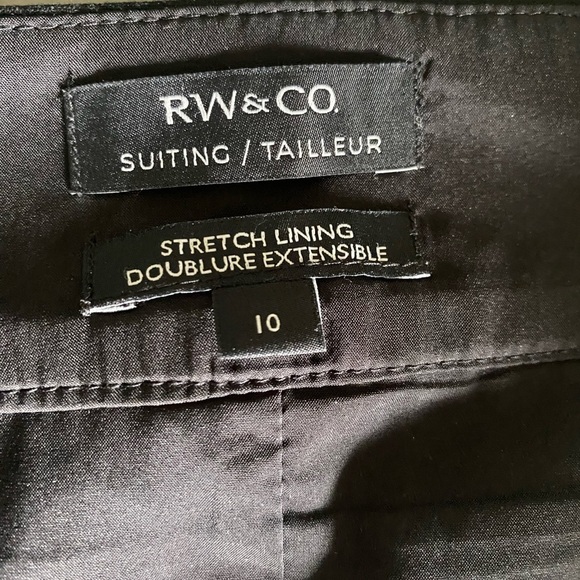 RW&CO.
SUITING / TAILLEUR
STRETCH LINING
DOUBLURE EXTENSIBLE
10